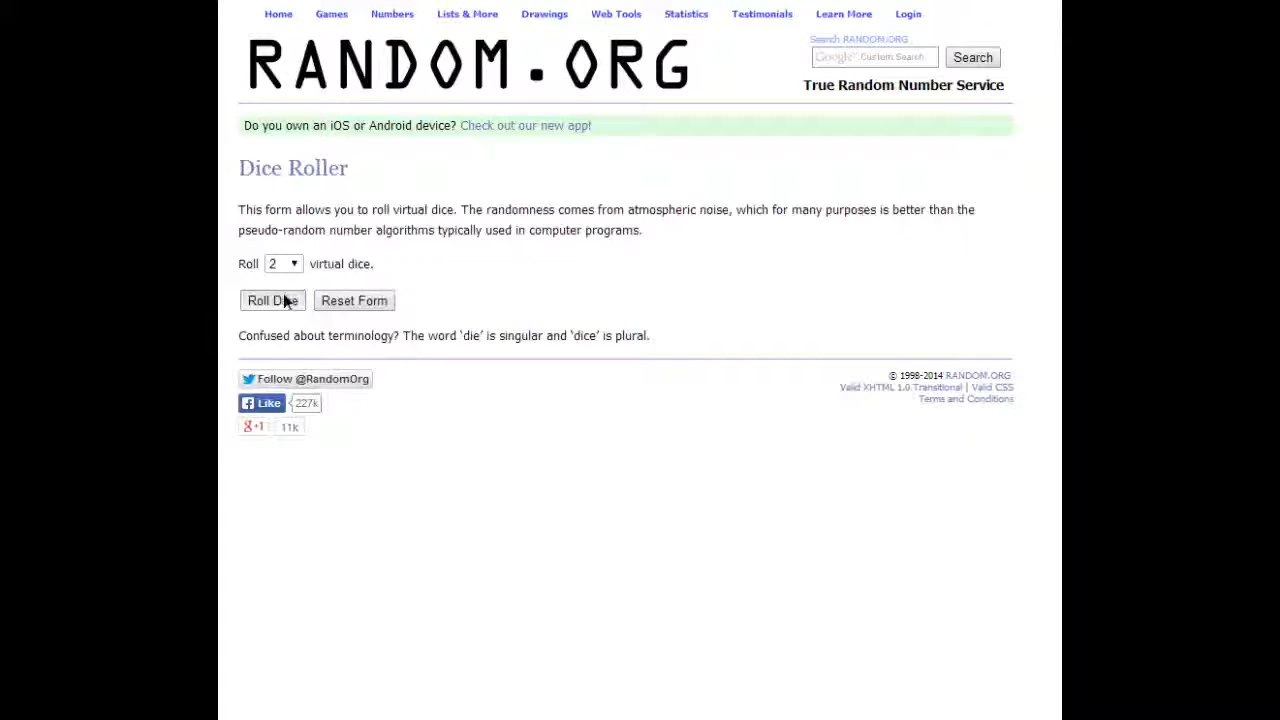 Home Games Numbers Lists & More Drawings Web Tools Statistics Testimonials Learn More Login
RANDOM.ORG
Search RANDOM.ORG
Google Custom Search Search
True Random Number Service
Do you own an iOS or Android device? Check out our new app!
Dice Roller
This form allows you to roll virtual dice. The randomness comes from atmospheric noise, which for many purposes is better than the
pseudo-random number algorithms typically used in computer programs.
Roll 2 virtual dice.
Roll Dice Reset Form
Confused about terminology? The word ‘die’ is singular and ‘dice’ is plural.
Follow @RandomOrg
Like 227k
g+1 11k
© 1998-2014 RANDOM.ORG
Valid XHTML 1.0 Transitional | Valid CSS
Terms and Conditions